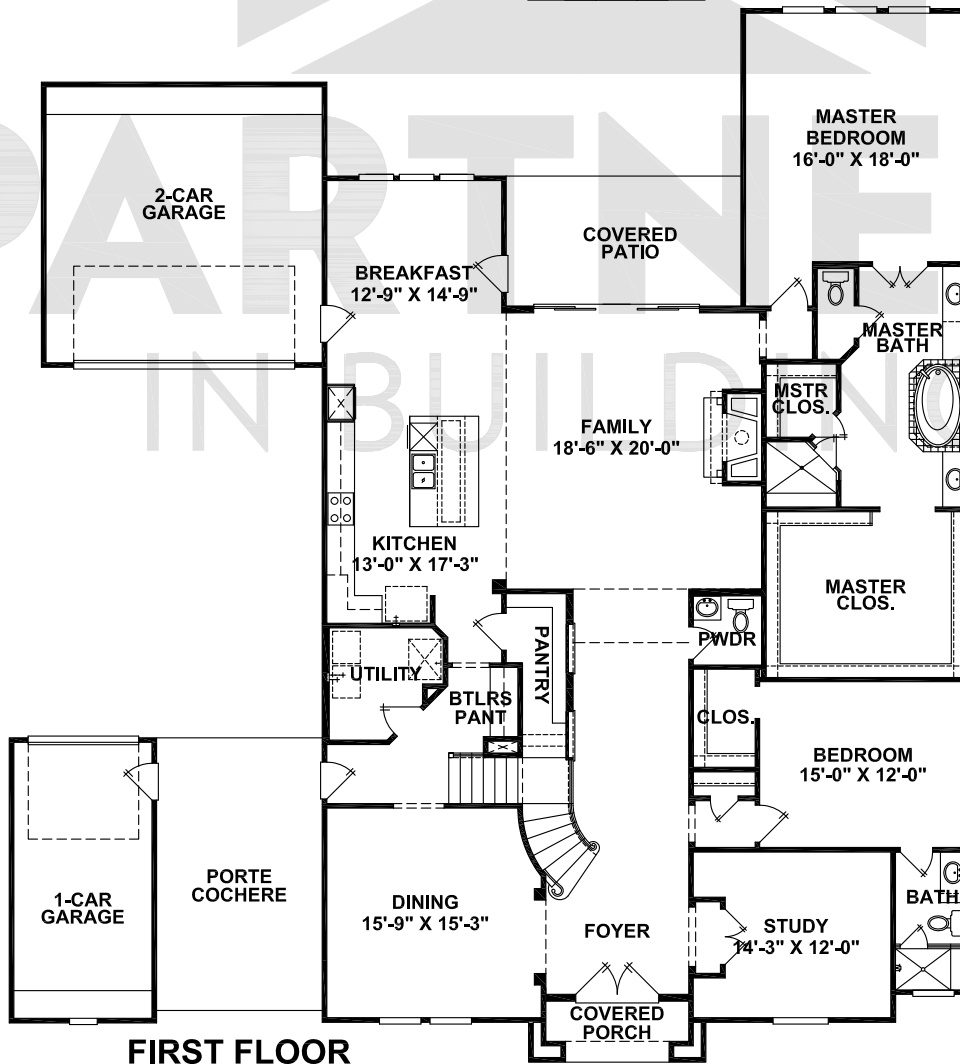 MASTER
BEDROOM
16'-0" X 18'-0"
2-CAR
GARAGE
COVERED
PATIO
BREAKFAST
12'-9" X 14'-9"
PARTNE
IN BUILDING
MASTER
BATH
MSTR
CLOS.
FAMILY
18'-6" X 20'-0"
KITCHEN
13'-0" X 17'-3"
MASTER
CLOS.
PANTRY
PWDR
UTILITY
BTLRS
PANT
CLOS.
BEDROOM
15'-0" X 12'-0"
1-CAR
GARAGE
PORTE
COCHERE
DINING
15'-9" X 15'-3"
FOYER
STUDY
14'-3" X 12'-0"
BATH
COVERED
PORCH
FIRST FLOOR